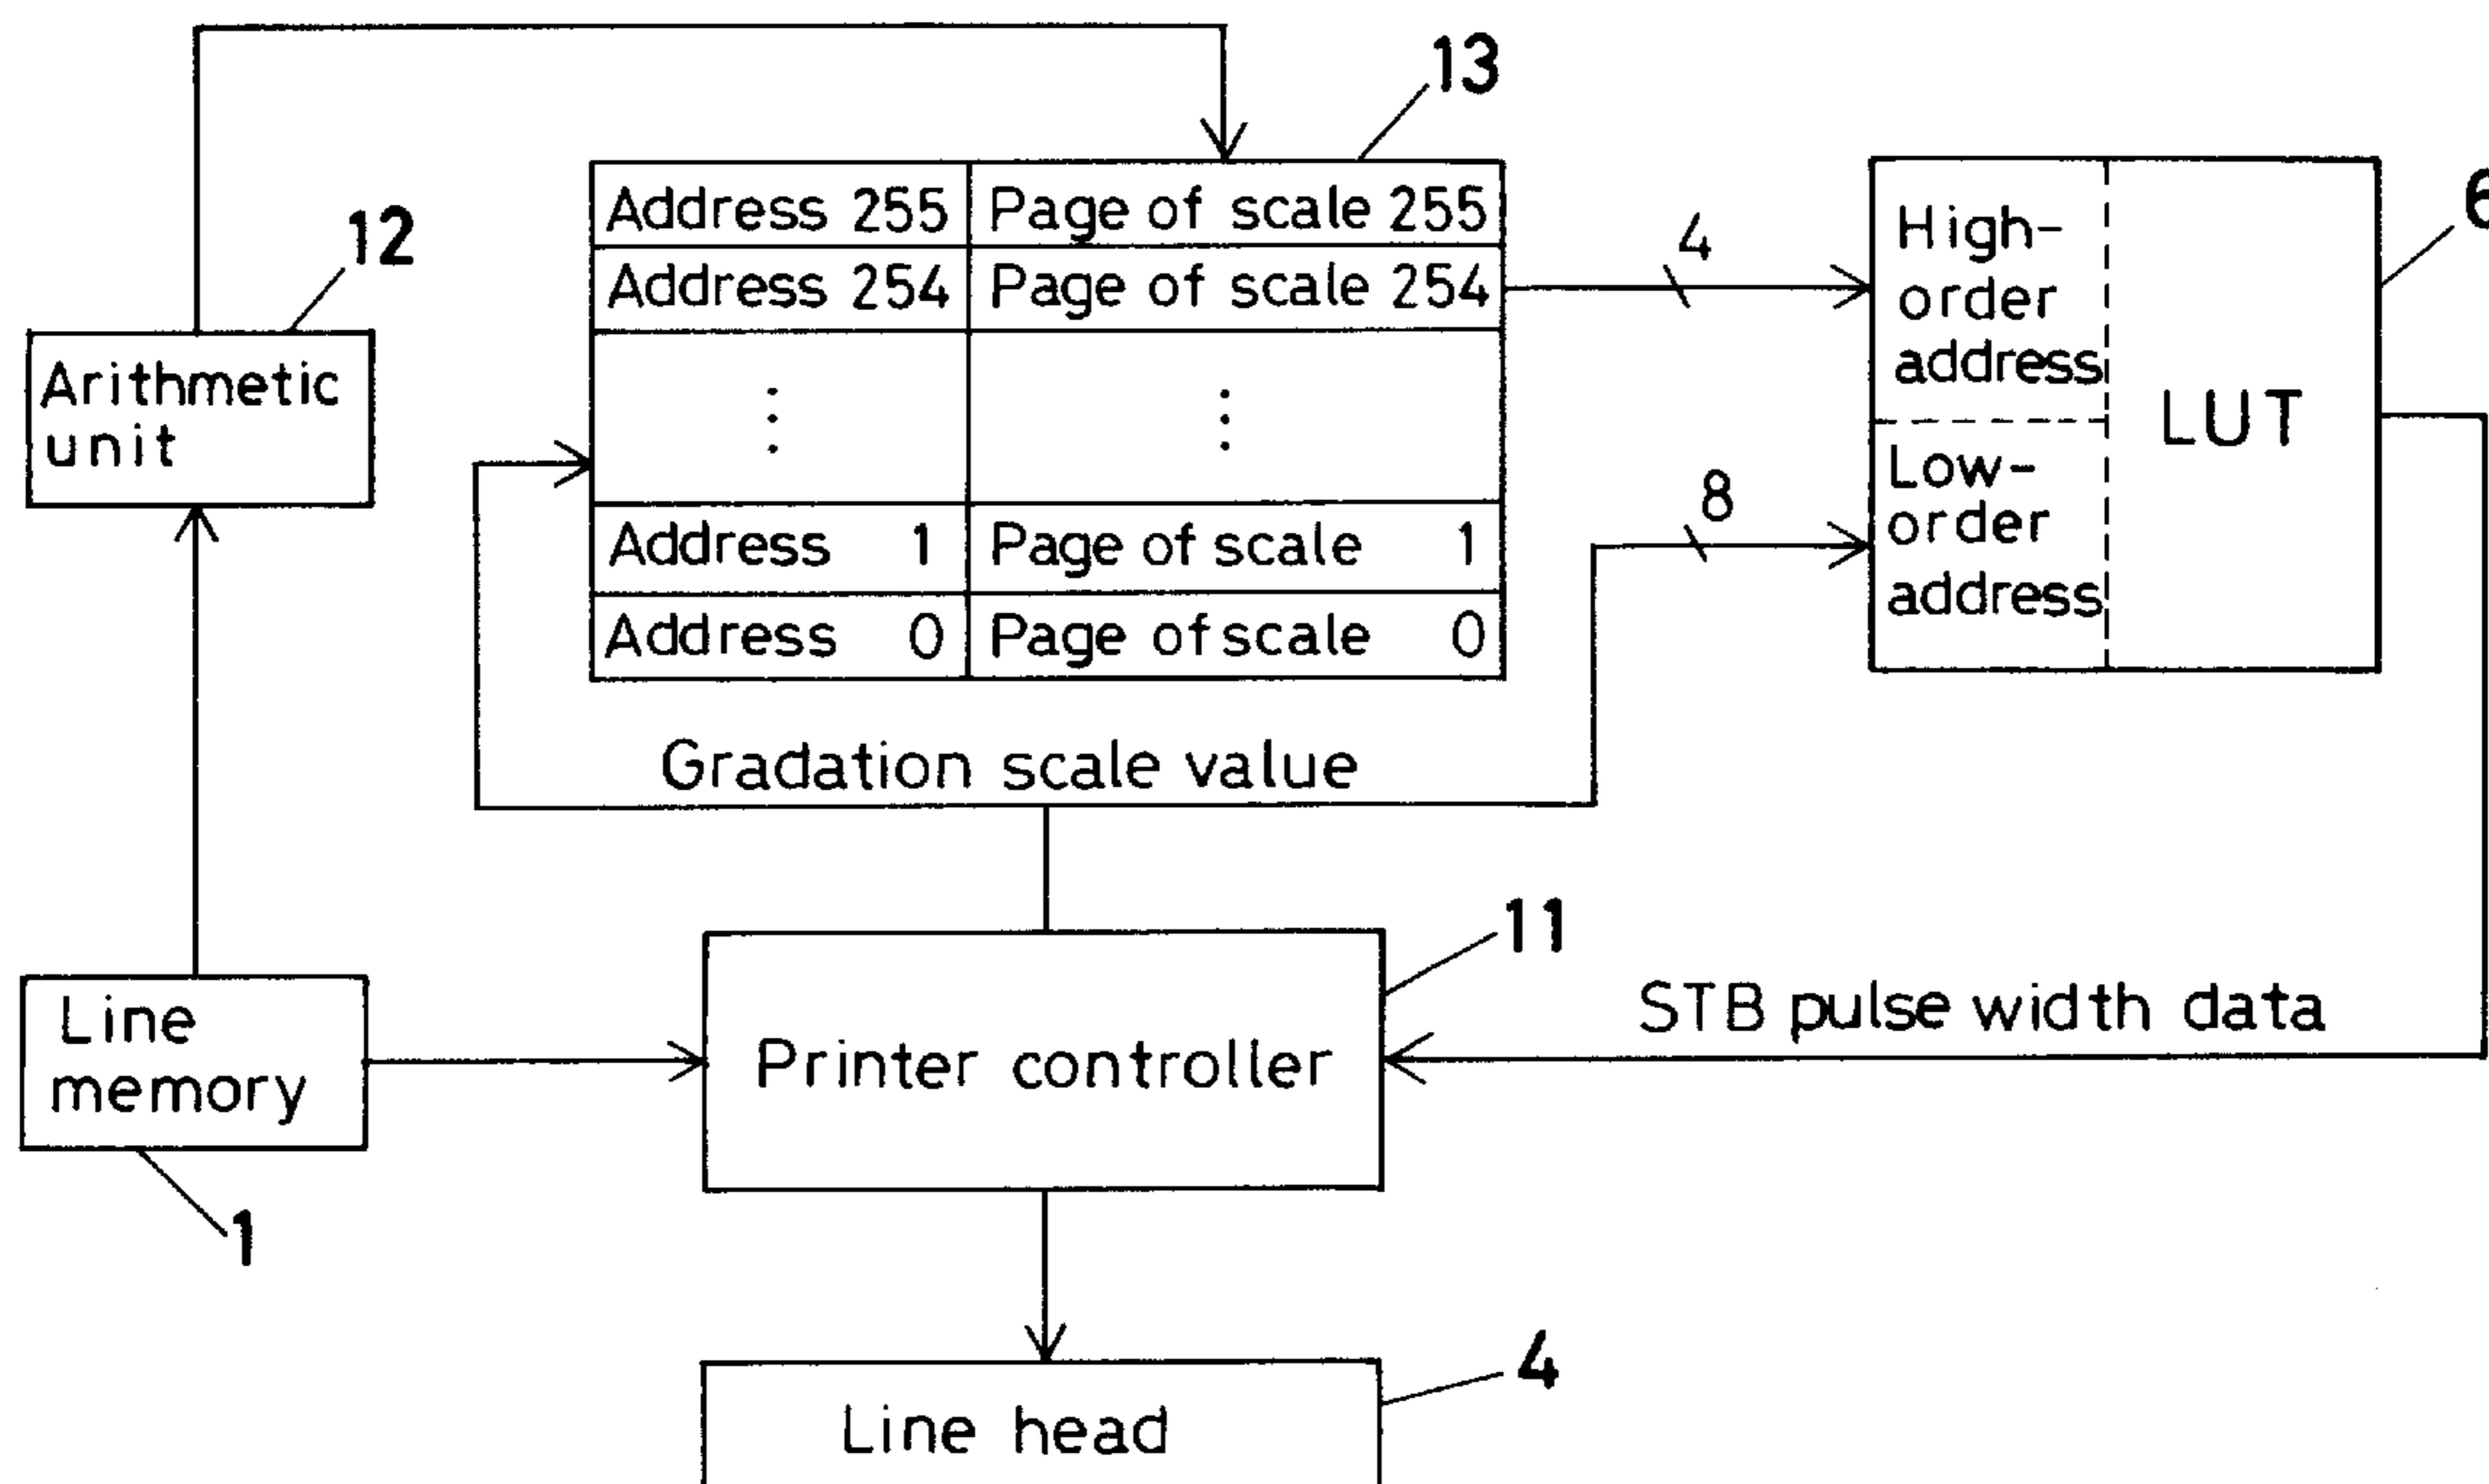 13
12
6
Address 255 Page of scale 255
Address 254 Page of scale 254
⋮ ⋮
Address 1 Page of scale 1
Address 0 Page of scale 0
4
8
High-
order
address
Low-
order
address
LUT
Arithmetic
unit
Gradation scale value
11
STB pulse width data
Line
memory
Printer controller
1
4
Line head